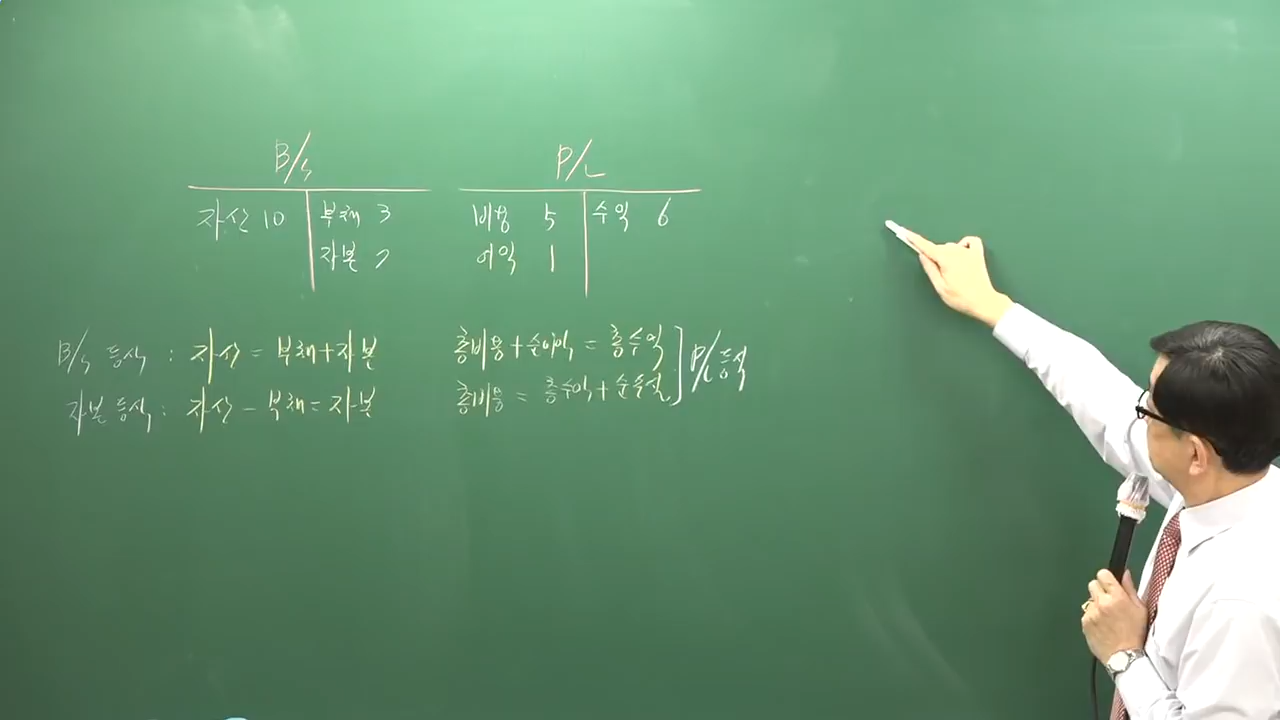 B/S
자산 10 부채 3
자본 7
P/L
비용 5 수익 6
이익 1
B/S 등식 : 자산 = 부채+자본
자본 등식 : 자산 - 부채 = 자본
총비용 + 순이익 = 총수익
총비용 = 총수익 + 순손실
P/L 등식